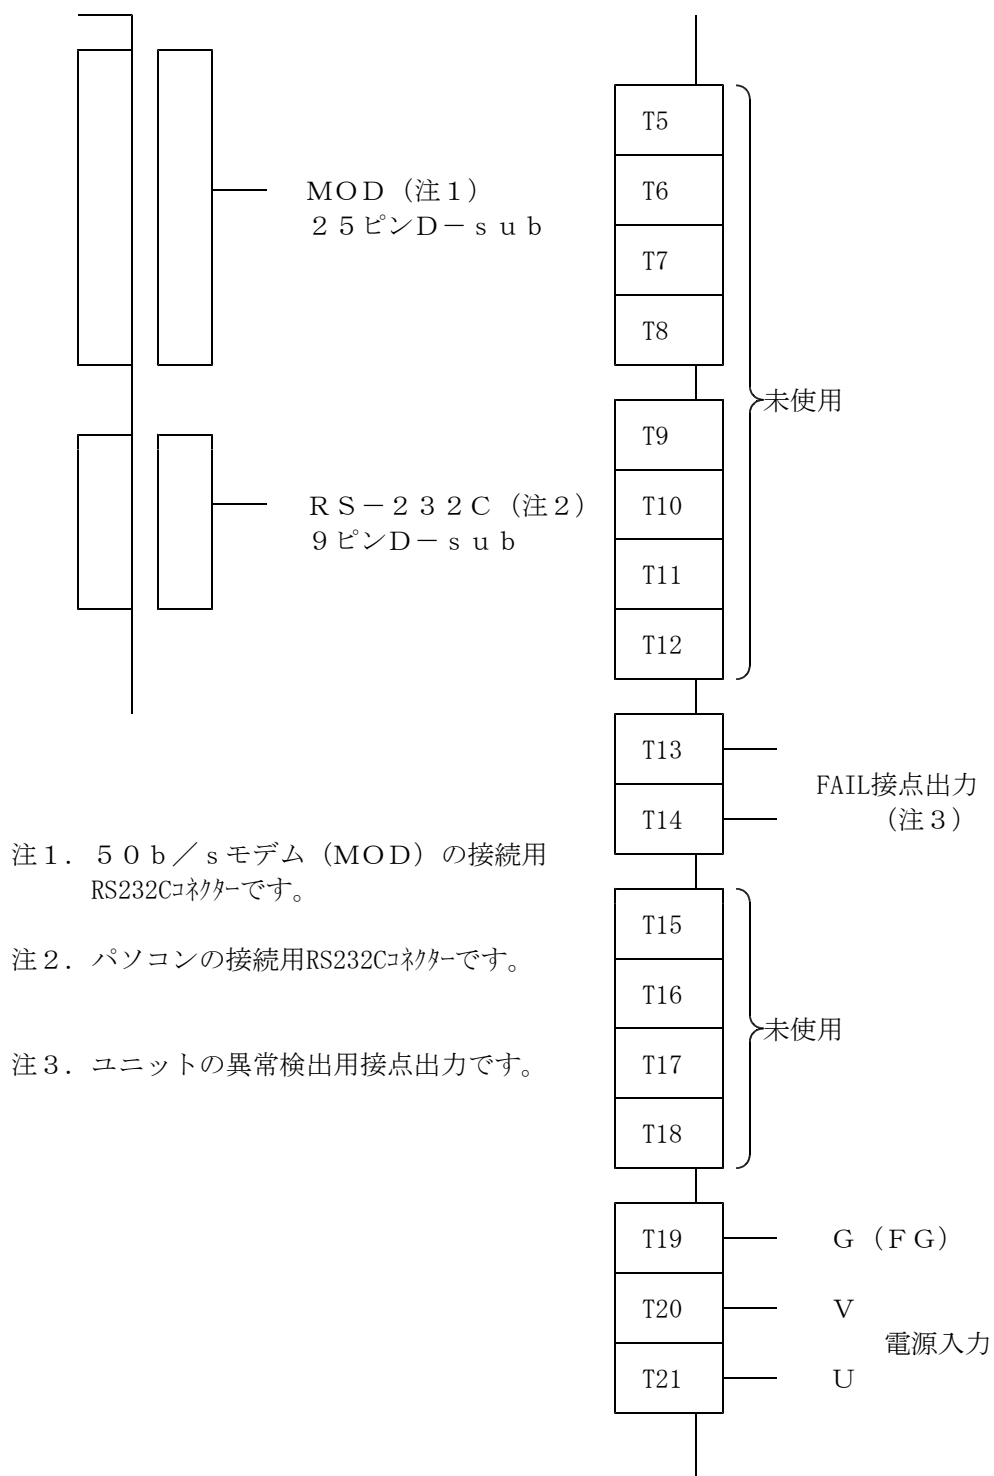 MOD（注１）
２５ピンD－ｓｕｂ
ＲＳ－２３２Ｃ（注２）
９ピンD－ｓｕｂ
注１．５０ｂ／ｓモデム（MOD）の接続用
RS232Cｺﾈｸﾀｰです。
注２．パソコンの接続用RS232Cｺﾈｸﾀｰです。
注３．ユニットの異常検出用接点出力です。
T5
T6
T7
T8
T9
T10
T11
T12
未使用
T13
T14
FAIL接点出力
（注３）
T15
T16
T17
T18
未使用
T19
Ｇ（ＦＧ）
T20
Ｖ
電源入力
T21
Ｕ